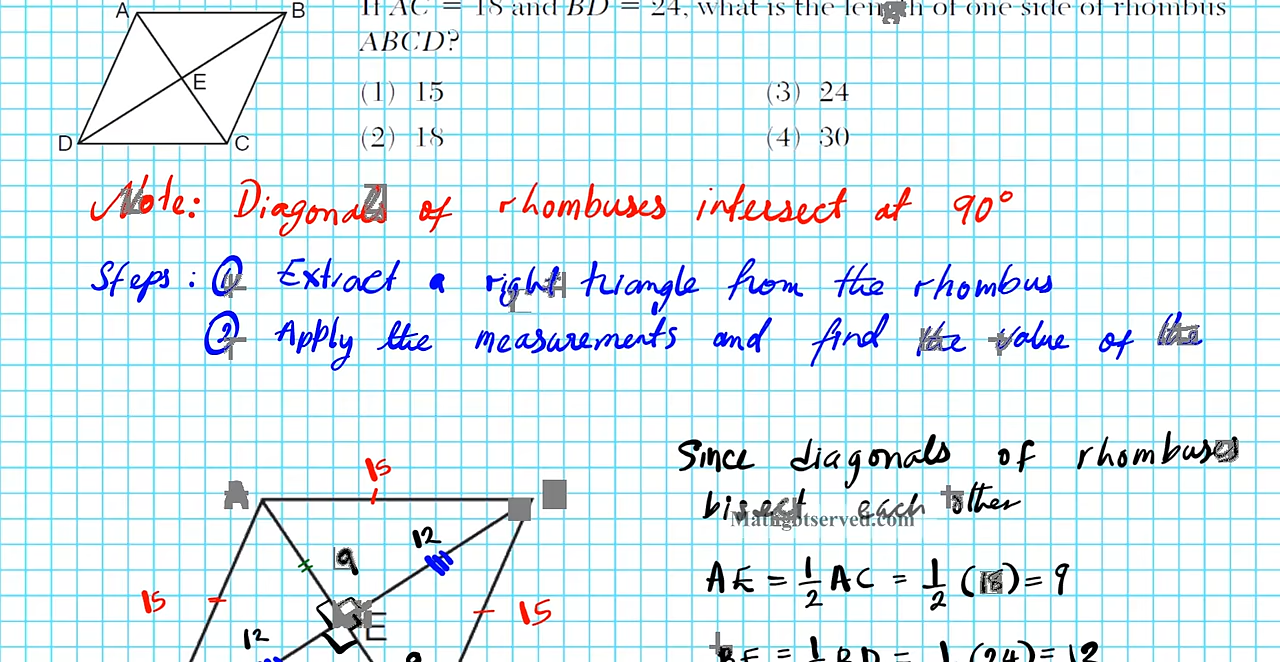 A B
If AC = 18 and BD = 24, what is the length of one side of rhombus
ABCD?
E
(1) 15 (3) 24
D C
(2) 18 (4) 30
Note: Diagonals of rhombuses intersect at 90°
Steps: ① Extract a right triangle from the rhombus
② Apply the measurements and find the value of the
Since diagonals of rhombuses
15
A
bisect each other
12
9
AE = 1/2 AC = 1/2 (18) = 9
15
15
E
12
BE = 1/2 BD = 1 (24) = 12